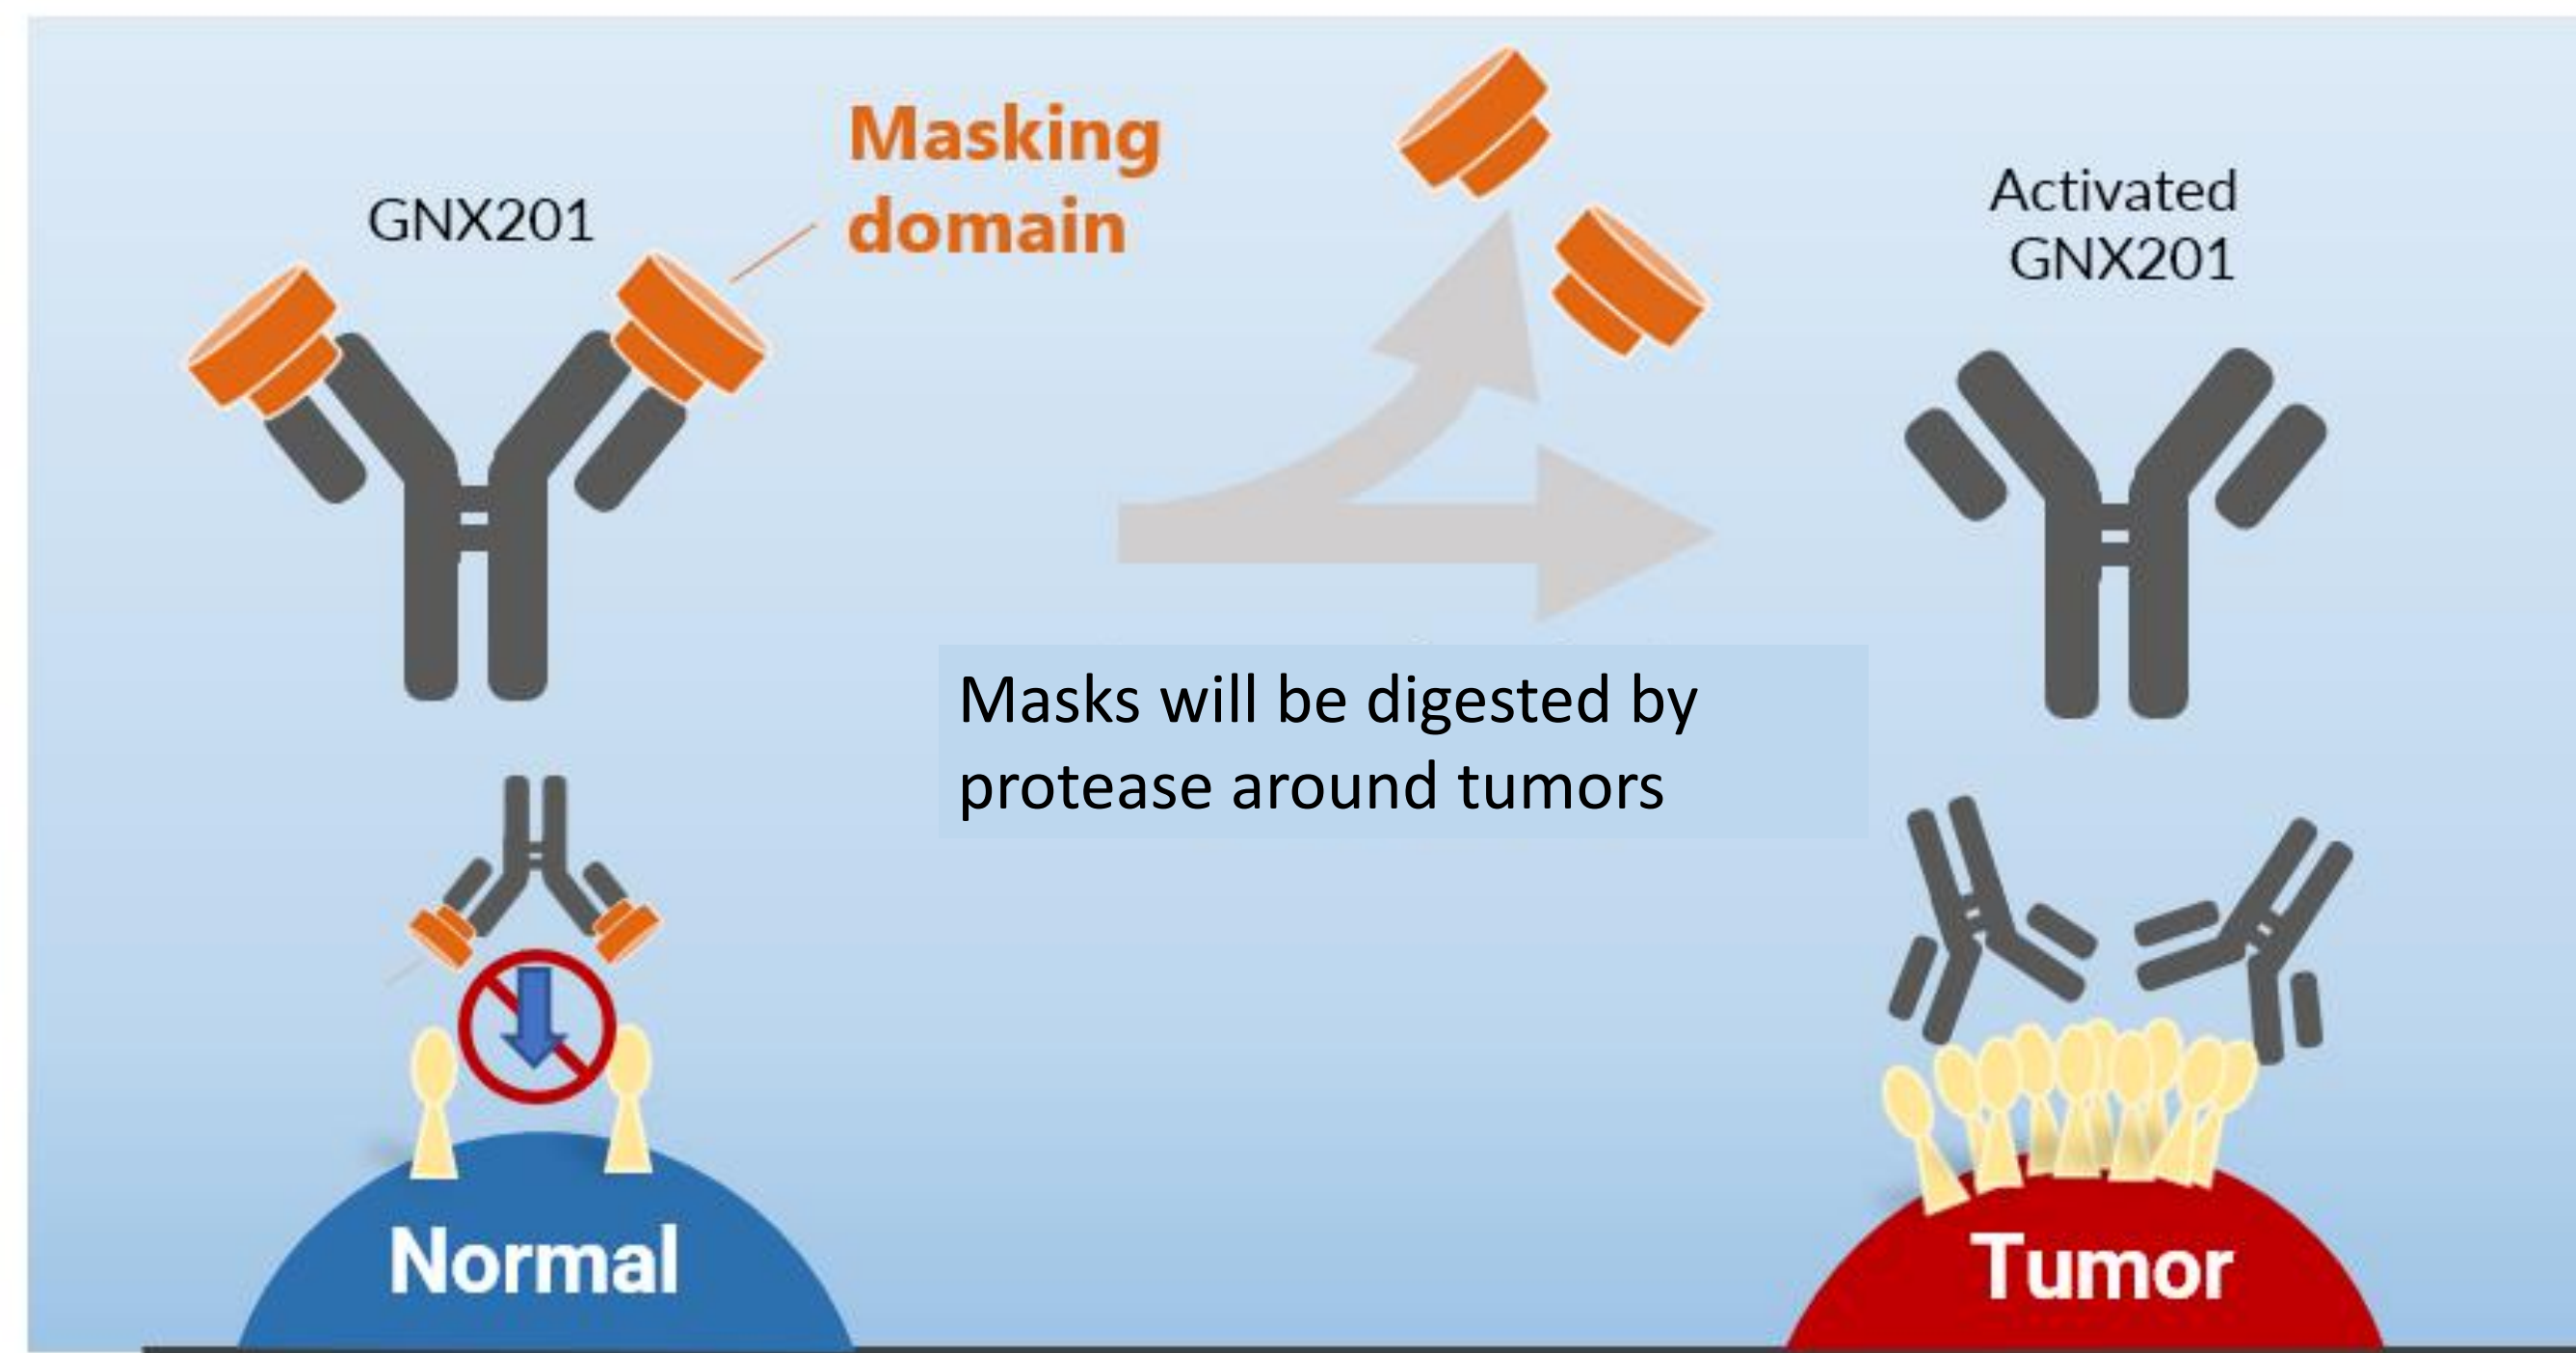 GNX201
Masking
domain
Activated
GNX201
Masks will be digested by
protease around tumors
Normal
Tumor